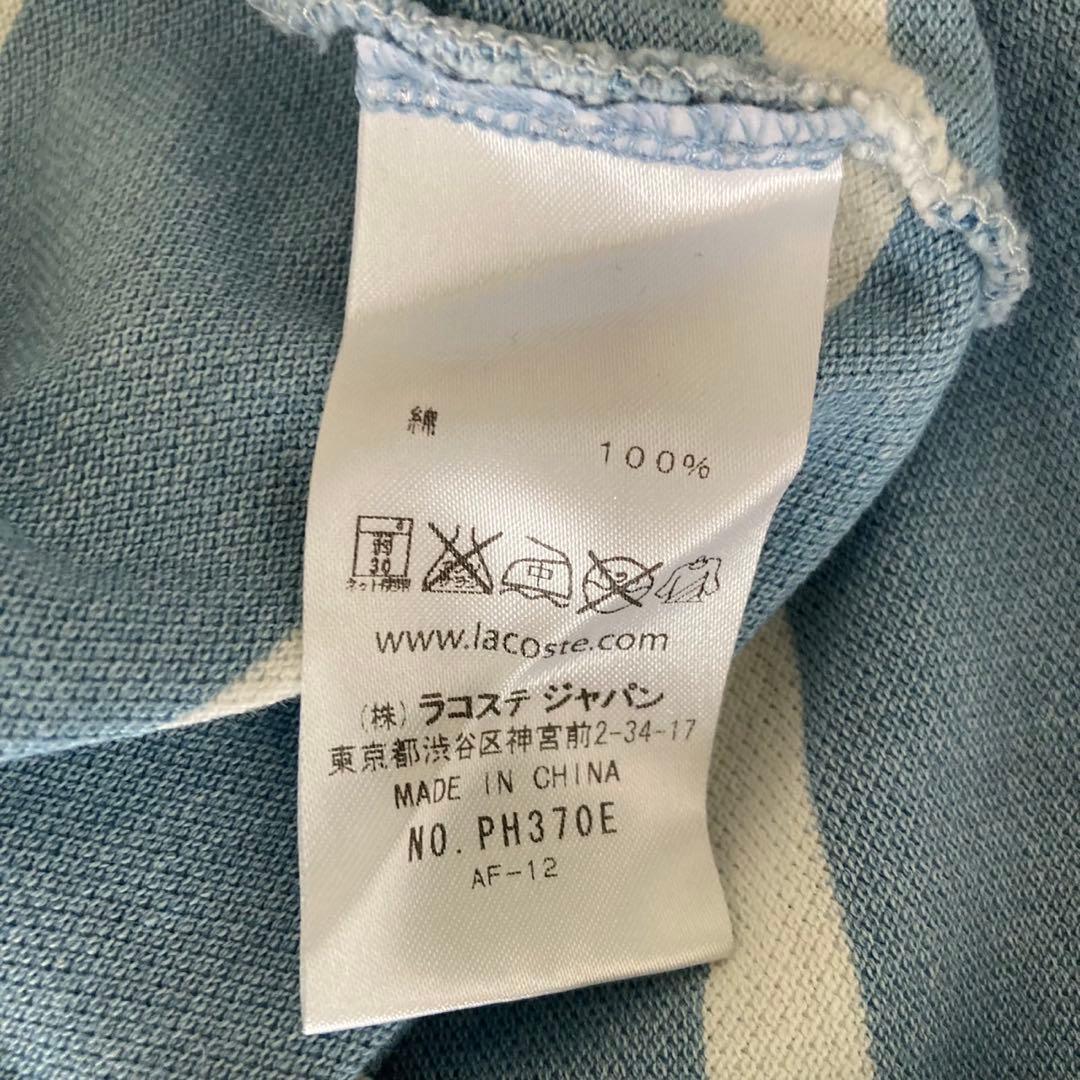 綿
100%
中
www.lacoste.com
(株) ラコステ ジャパン
東京都渋谷区神宮前2-34-17
MADE IN CHINA
NO. PH370E
AF-12